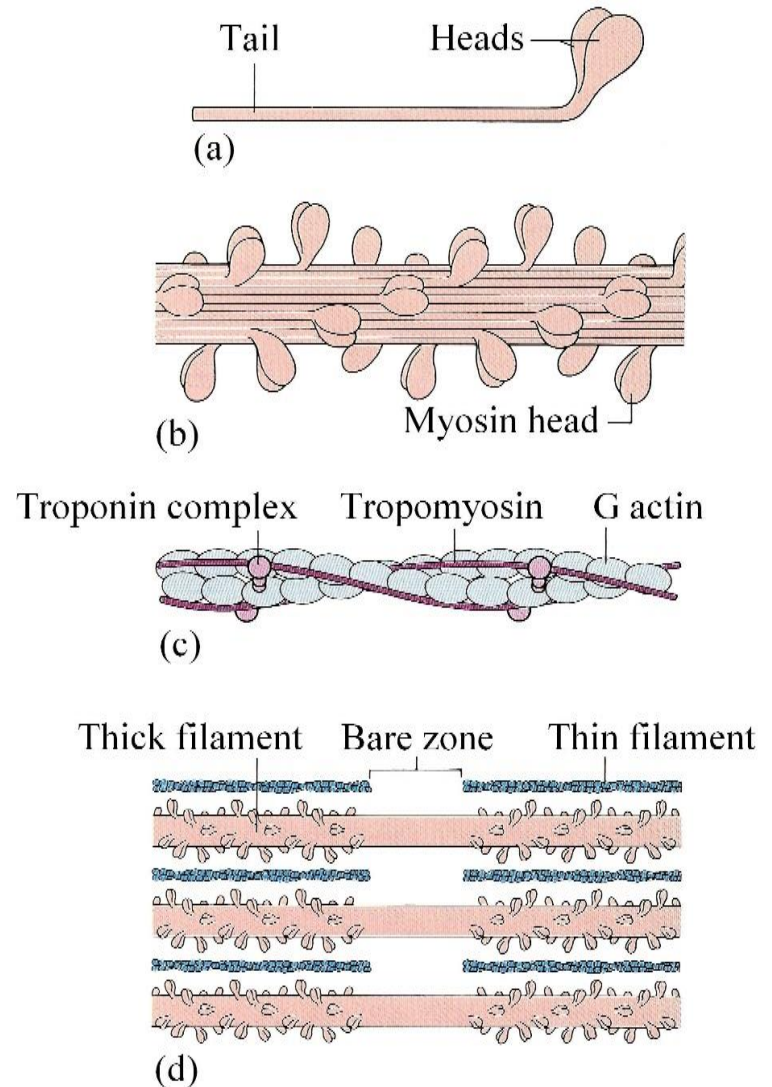 Tail Heads
(a)
Myosin head
(b)
Troponin complex Tropomyosin G actin
(c)
Thick filament Bare zone Thin filament
(d)